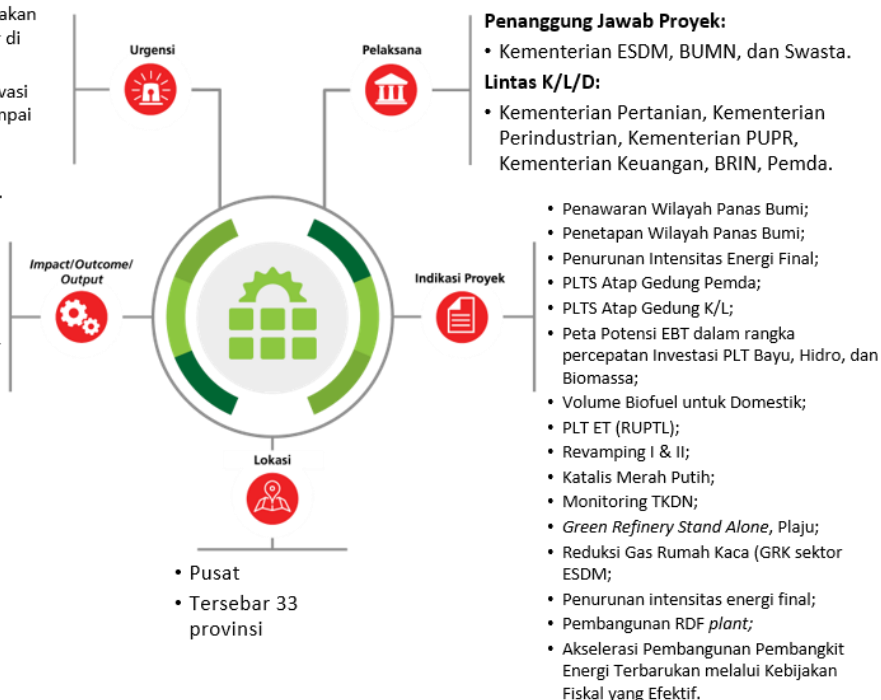 akan
di
vasi
mpai
Urgensi
Pelaksana
Penanggung Jawab Proyek:
• Kementerian ESDM, BUMN, dan Swasta.
Lintas K/L/D:
• Kementerian Pertanian, Kementerian
Perindustrian, Kementerian PUPR,
Kementerian Keuangan, BRIN, Pemda.
Impact/Outcome/
Output
Indikasi Proyek
• Penawaran Wilayah Panas Bumi;
• Penetapan Wilayah Panas Bumi;
• Penurunan Intensitas Energi Final;
• PLTS Atap Gedung Pemda;
• PLTS Atap Gedung K/L;
• Peta Potensi EBT dalam rangka
percepatan Investasi PLT Bayu, Hidro, dan
Biomassa;
• Volume Biofuel untuk Domestik;
• PLT ET (RUPTL);
• Revamping I & II;
• Katalis Merah Putih;
• Monitoring TKDN;
• Green Refinery Stand Alone, Plaju;
• Reduksi Gas Rumah Kaca (GRK sektor
ESDM;
• Penurunan intensitas energi final;
• Pembangunan RDF plant;
• Akselerasi Pembangunan Pembangkit
Energi Terbarukan melalui Kebijakan
Fiskal yang Efektif.
Lokasi
• Pusat
• Tersebar 33
provinsi